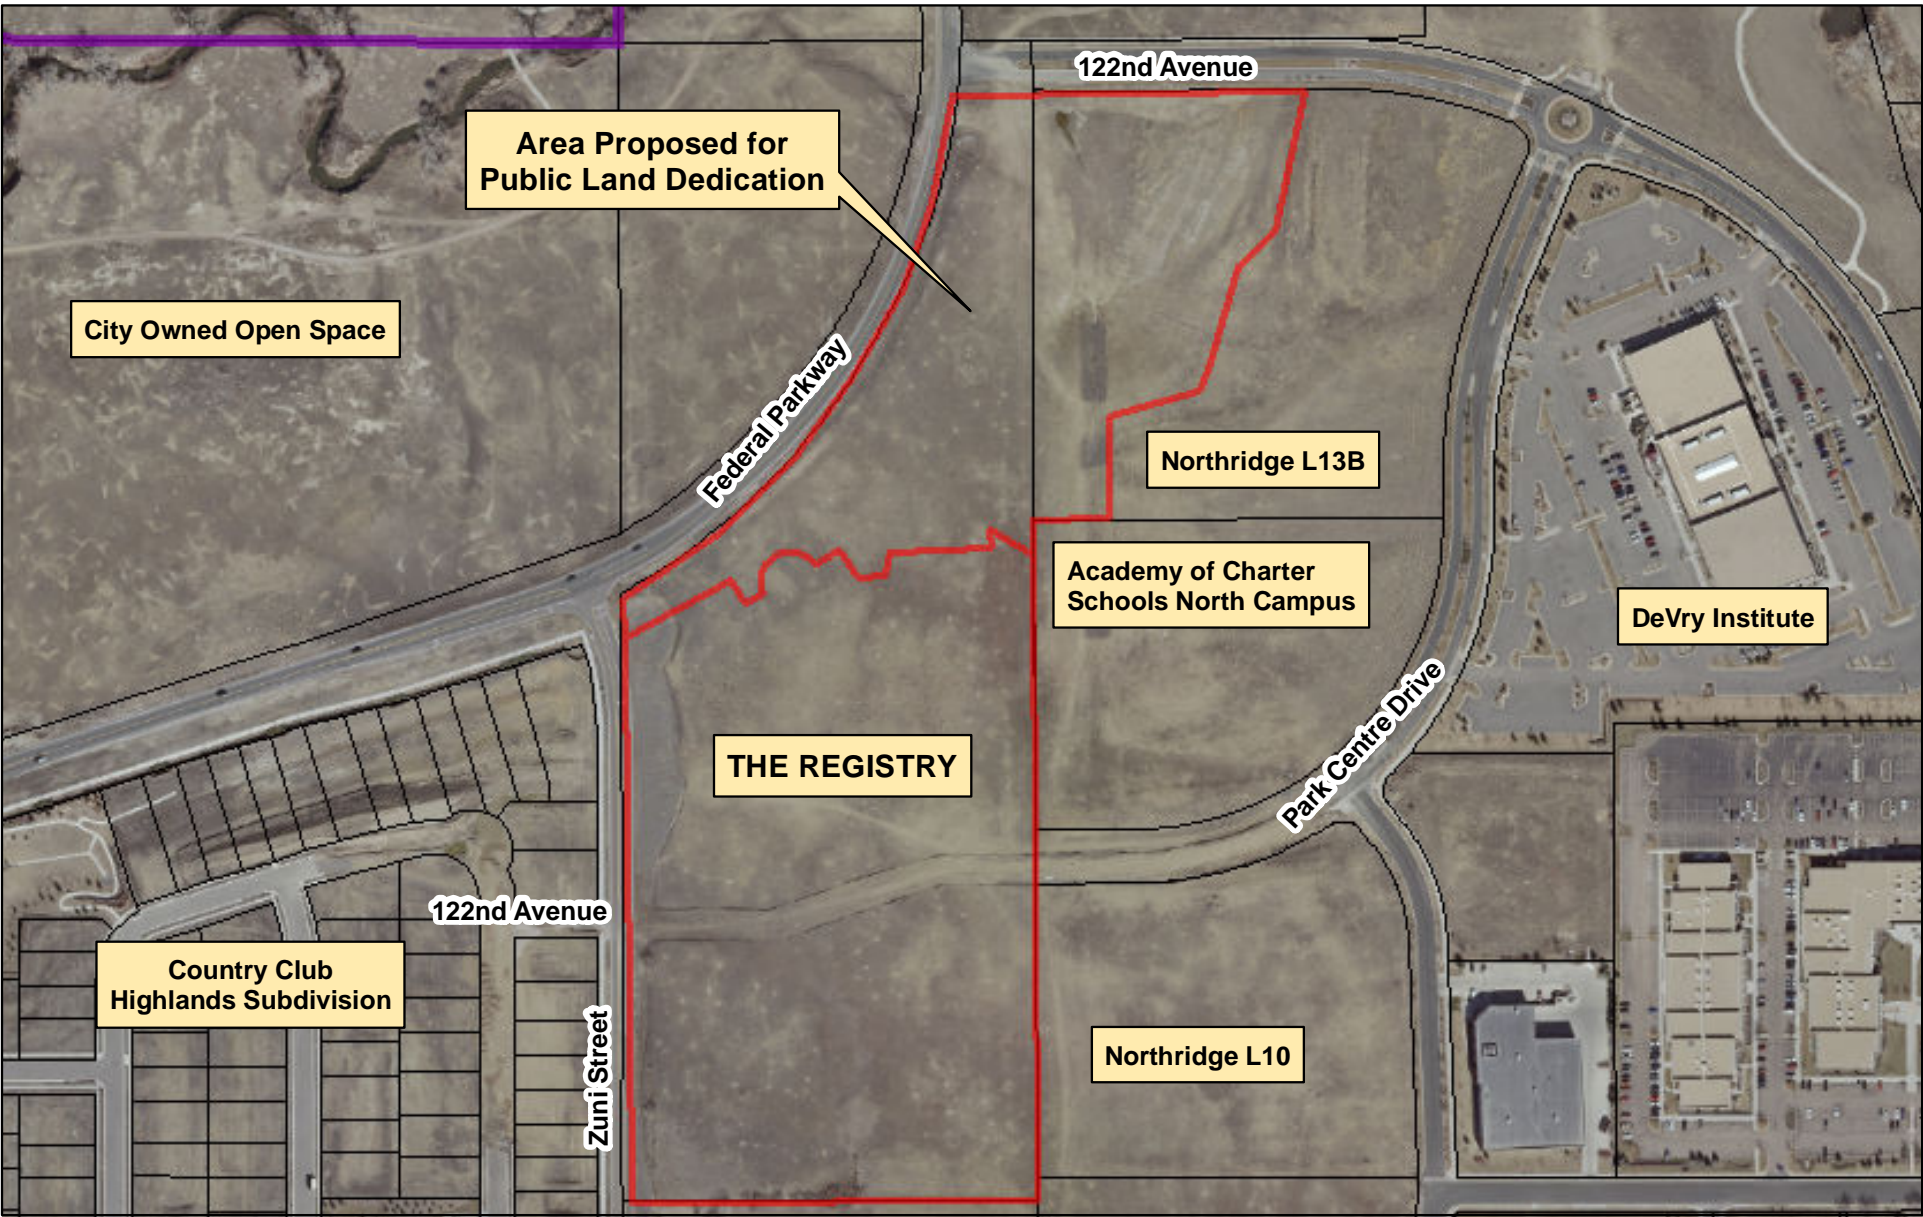 122nd Avenue
Area Proposed for
Public Land Dedication
City Owned Open Space
Federal Parkway
Northridge L13B
Academy of Charter
Schools North Campus
DeVry Institute
THE REGISTRY
Park Centre Drive
122nd Avenue
Country Club
Highlands Subdivision
Zuni Street
Northridge L10